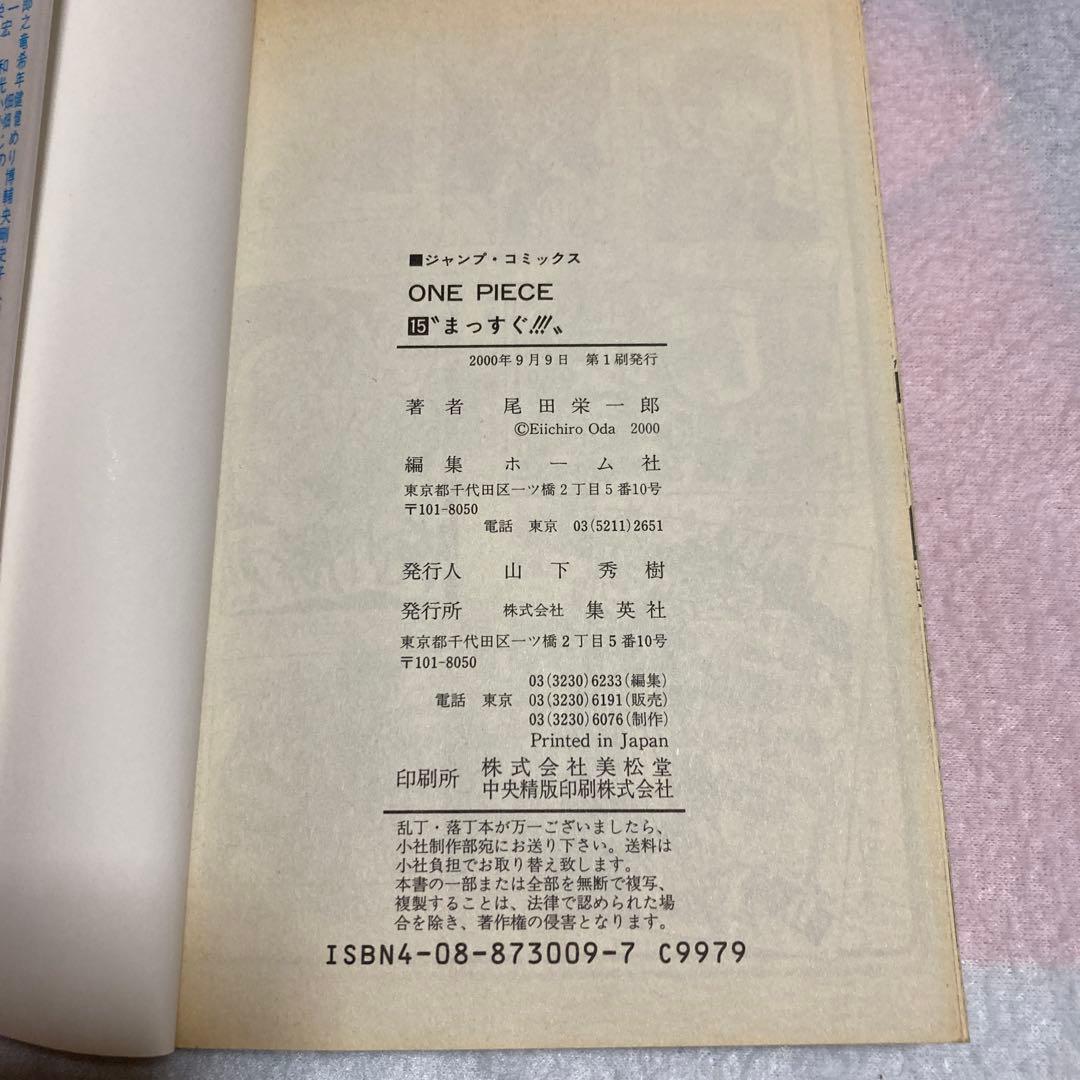 ■ジャンプ・コミックス
ONE PIECE
15〝まっすぐ!!!〟
2000年9月9日 第1刷発行
著者 尾田栄一郎
©Eiichiro Oda 2000
編集 ホーム社
東京都千代田区一ツ橋2丁目5番10号
〒101-8050
電話 東京 03(5211)2651
発行人 山下秀樹
発行所 株式会社 集英社
東京都千代田区一ツ橋2丁目5番10号
〒101-8050
03(3230)6233(編集)
電話 東京 03(3230)6191(販売)
03(3230)6076(制作)
Printed in Japan
印刷所 株式会社美松堂
中央精版印刷株式会社
乱丁・落丁本が万一ございましたら、
小社制作部宛にお送り下さい。送料は
小社負担でお取り替え致します。
本書の一部または全部を無断で複写、
複製することは、法律で認められた場
合を除き、著作権の侵害となります。
ISBN4-08-873009-7 C9979